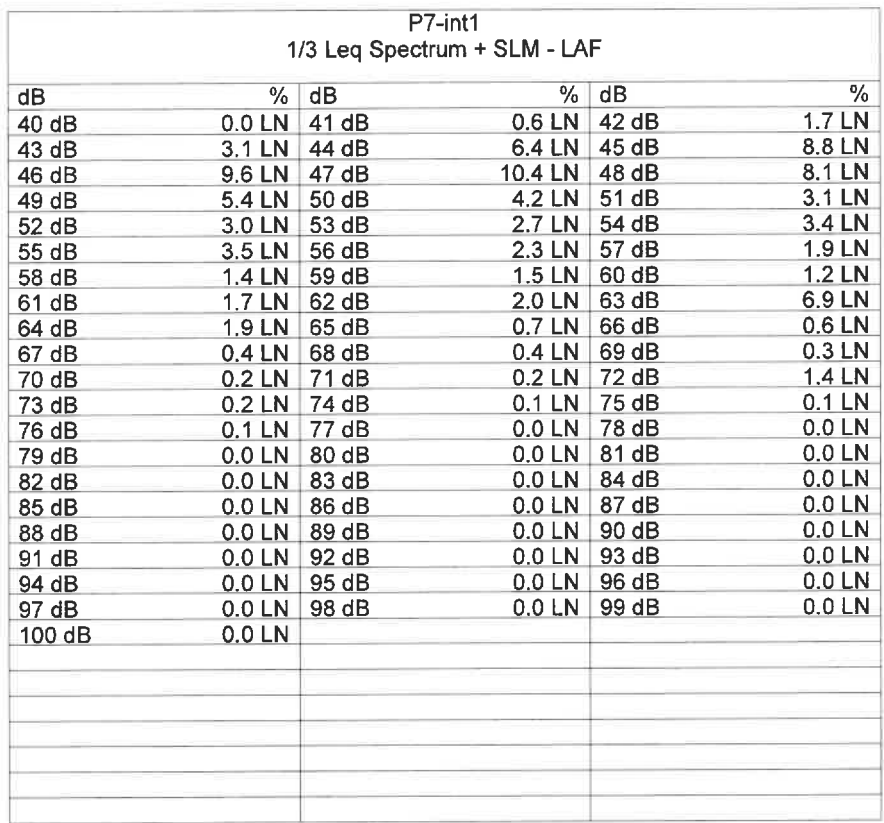 P7-int1
1/3 Leq Spectrum + SLM - LAF
dB % dB % dB %
40 dB 0.0 LN 41 dB 0.6 LN 42 dB 1.7 LN
43 dB 3.1 LN 44 dB 6.4 LN 45 dB 8.8 LN
46 dB 9.6 LN 47 dB 10.4 LN 48 dB 8.1 LN
49 dB 5.4 LN 50 dB 4.2 LN 51 dB 3.1 LN
52 dB 3.0 LN 53 dB 2.7 LN 54 dB 3.4 LN
55 dB 3.5 LN 56 dB 2.3 LN 57 dB 1.9 LN
58 dB 1.4 LN 59 dB 1.5 LN 60 dB 1.2 LN
61 dB 1.7 LN 62 dB 2.0 LN 63 dB 6.9 LN
64 dB 1.9 LN 65 dB 0.7 LN 66 dB 0.6 LN
67 dB 0.4 LN 68 dB 0.4 LN 69 dB 0.3 LN
70 dB 0.2 LN 71 dB 0.2 LN 72 dB 1.4 LN
73 dB 0.2 LN 74 dB 0.1 LN 75 dB 0.1 LN
76 dB 0.1 LN 77 dB 0.0 LN 78 dB 0.0 LN
79 dB 0.0 LN 80 dB 0.0 LN 81 dB 0.0 LN
82 dB 0.0 LN 83 dB 0.0 LN 84 dB 0.0 LN
85 dB 0.0 LN 86 dB 0.0 LN 87 dB 0.0 LN
88 dB 0.0 LN 89 dB 0.0 LN 90 dB 0.0 LN
91 dB 0.0 LN 92 dB 0.0 LN 93 dB 0.0 LN
94 dB 0.0 LN 95 dB 0.0 LN 96 dB 0.0 LN
97 dB 0.0 LN 98 dB 0.0 LN 99 dB 0.0 LN
100 dB 0.0 LN